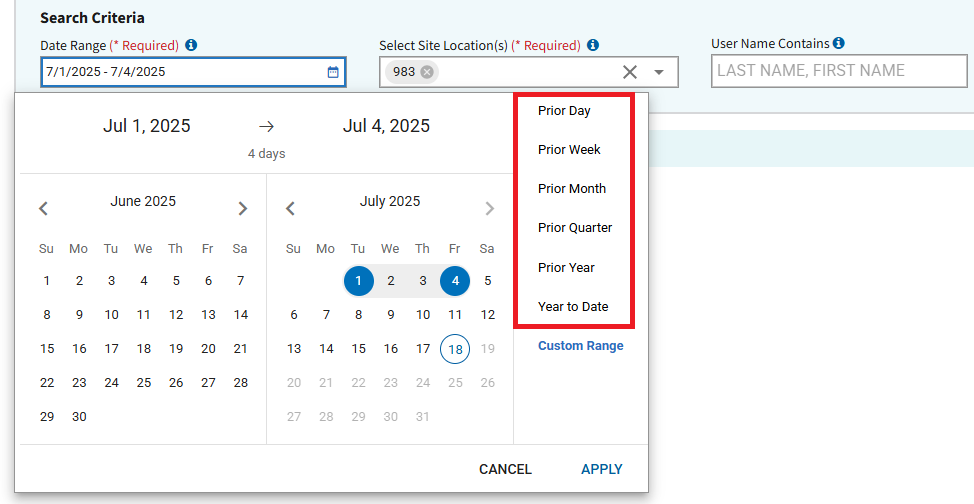 Search Criteria
Date Range (* Required)
Select Site Location(s) (* Required)
User Name Contains
7/1/2025 - 7/4/2025
983
LAST NAME, FIRST NAME
Jul 1, 2025 → Jul 4, 2025
4 days
Prior Day
Prior Week
Prior Month
Prior Quarter
Prior Year
Year to Date
Custom Range
June 2025
Su Mo Tu We Th Fr Sa
1 2 3 4 5 6 7
8 9 10 11 12 13 14
15 16 17 18 19 20 21
22 23 24 25 26 27 28
29 30
July 2025
Su Mo Tu We Th Fr Sa
1 2 3 4 5
6 7 8 9 10 11 12
13 14 15 16 17 18 19
20 21 22 23 24 25 26
27 28 29 30 31
CANCEL APPLY